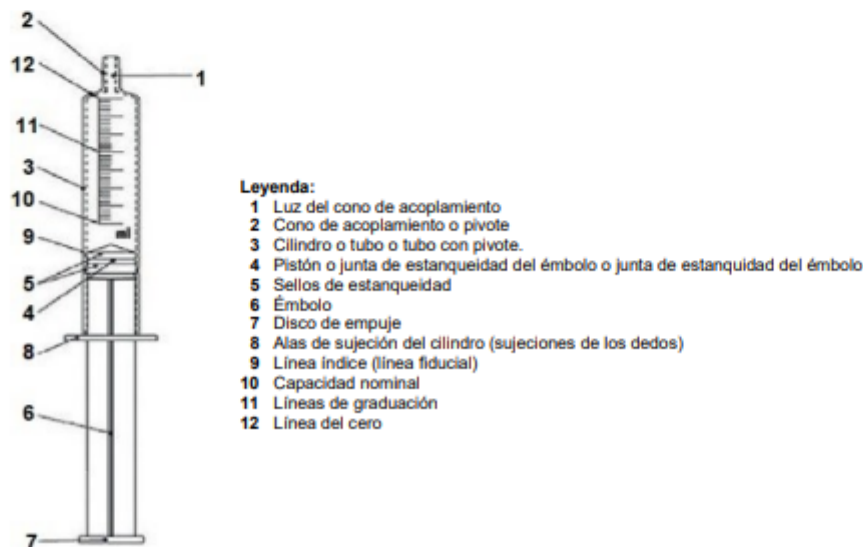 2
12
1
11
3
10
ml
9
5
4
8
6
7
Leyenda:
1 Luz del cono de acoplamiento
2 Cono de acoplamiento o pivote
3 Cilindro o tubo o tubo con pivote.
4 Pistón o junta de estanqueidad del émbolo o junta de estanquidad del émbolo
5 Sellos de estanqueidad
6 Émbolo
7 Disco de empuje
8 Alas de sujeción del cilindro (sujeciones de los dedos)
9 Línea índice (línea fiducial)
10 Capacidad nominal
11 Líneas de graduación
12 Línea del cero